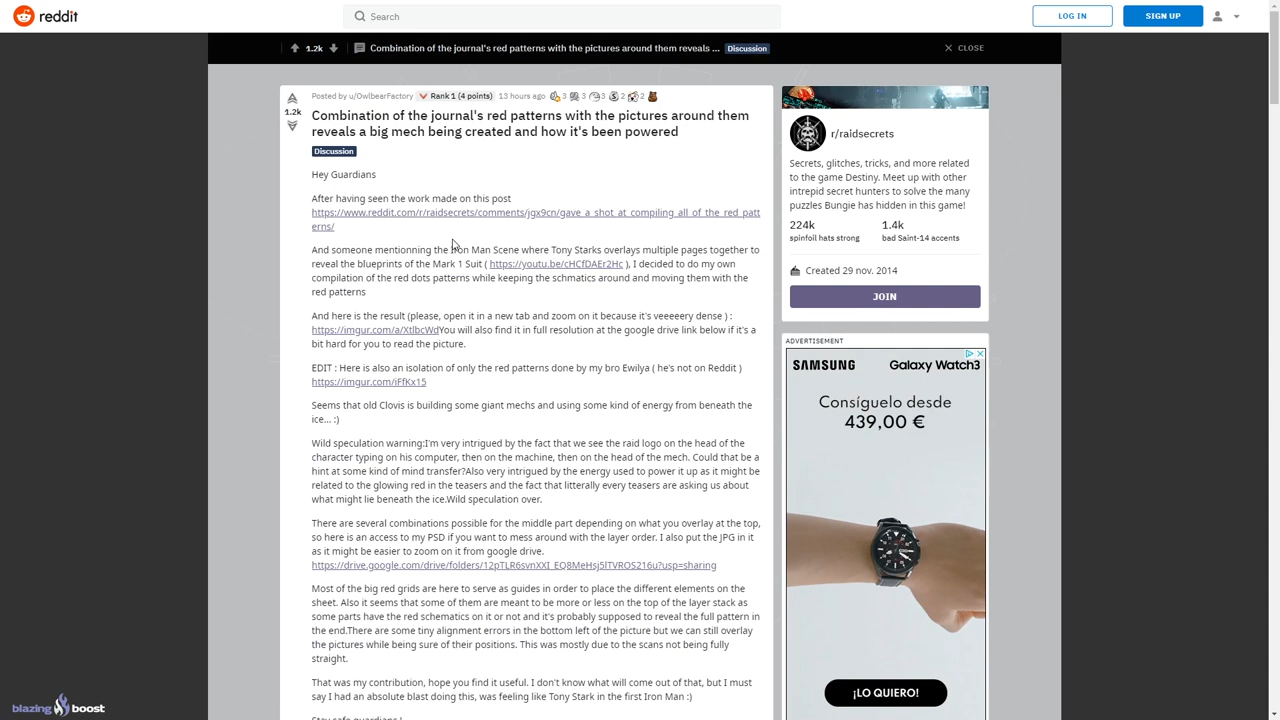 reddit
Search
LOG IN
SIGN UP
1.2k
Combination of the journal's red patterns with the pictures around them reveals ...
Discussion
CLOSE
Posted by u/OwlbearFactory
Rank 1 (4 points)
13 hours ago
3
3
3
2
2
1.2k
Combination of the journal's red patterns with the pictures around them
reveals a big mech being created and how it's been powered
Discussion
Hey Guardians
After having seen the work made on this post
https://www.reddit.com/r/raidsecrets/comments/jgx9cn/gave_a_shot_at_compiling_all_of_the_red_patt
erns/
And someone mentionning the Iron Man Scene where Tony Starks overlays multiple pages together to
reveal the blueprints of the Mark 1 Suit ( https://youtu.be/cHCfDAEr2Hc ), I decided to do my own
compilation of the red dots patterns while keeping the schmatics around and moving them with the
red patterns
And here is the result (please, open it in a new tab and zoom on it because it's veeeeery dense ) :
https://imgur.com/a/XtlbcWdYou will also find it in full resolution at the google drive link below if it's a
bit hard for you to read the picture.
EDIT : Here is also an isolation of only the red patterns done by my bro Ewilya ( he's not on Reddit )
https://imgur.com/iFfKx15
Seems that old Clovis is building some giant mechs and using some kind of energy from beneath the
ice... :)
Wild speculation warning:I'm very intrigued by the fact that we see the raid logo on the head of the
character typing on his computer, then on the machine, then on the head of the mech. Could that be a
hint at some kind of mind transfer?Also very intrigued by the energy used to power it up as it might be
related to the glowing red in the teasers and the fact that litterally every teasers are asking us about
what might lie beneath the ice.Wild speculation over.
There are several combinations possible for the middle part depending on what you overlay at the top,
so here is an access to my PSD if you want to mess around with the layer order. I also put the JPG in it
as it might be easier to zoom on it from google drive.
https://drive.google.com/drive/folders/12pTLR6svnXXI_EQ8MeHsj5lTVROS216u?usp=sharing
Most of the big red grids are here to serve as guides in order to place the different elements on the
sheet. Also it seems that some of them are meant to be more or less on the top of the layer stack as
some parts have the red schematics on it or not and it's probably supposed to reveal the full pattern in
the end.There are some tiny alignment errors in the bottom left of the picture but we can still overlay
the pictures while being sure of their positions. This was mostly due to the scans not being fully
straight.
That was my contribution, hope you find it useful. I don't know what will come out of that, but I must
say I had an absolute blast doing this, was feeling like Tony Stark in the first Iron Man :)
Stay safe guardians !
r/raidsecrets
Secrets, glitches, tricks, and more related
to the game Destiny. Meet up with other
intrepid secret hunters to solve the many
puzzles Bungie has hidden in this game!
224k
1.4k
spinfoil hats strong
bad Saint-14 accents
Created 29 nov. 2014
JOIN
ADVERTISEMENT
SAMSUNG
Galaxy Watch3
Consíguelo desde
439,00 €
¡LO QUIERO!
blazing boost